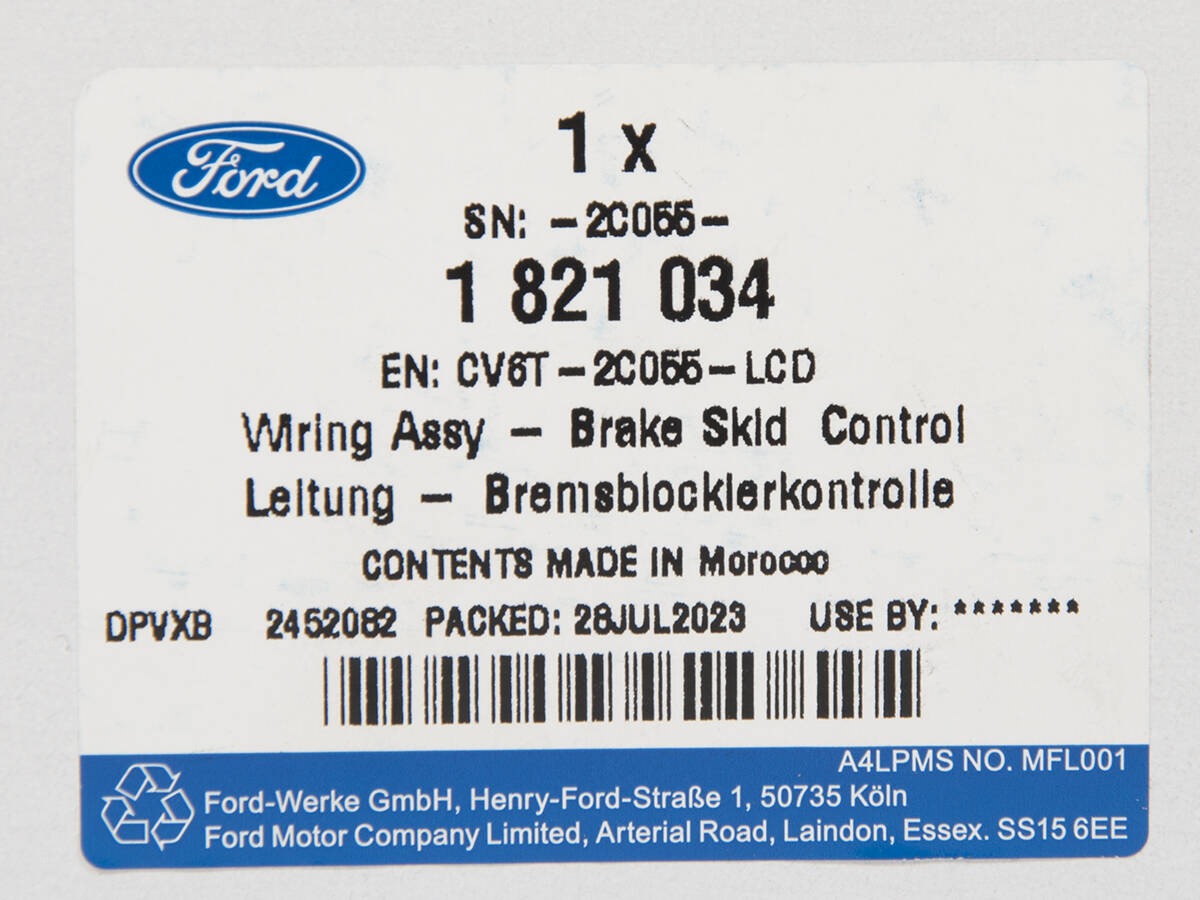 Ford
1 x
SN: -2C055-
1 821 034
EN: CV6T-2C055-LCD
Wiring Assy - Brake Skid Control
Leitung - Bremsblockierkontrolle
CONTENTS MADE IN Morocco
DPVXB 2452082 PACKED: 28JUL2023 USE BY: *******
A4LPMS NO. MFL001
Ford-Werke GmbH, Henry-Ford-Straße 1, 50735 Köln
Ford Motor Company Limited, Arterial Road, Laindon, Essex. SS15 6EE